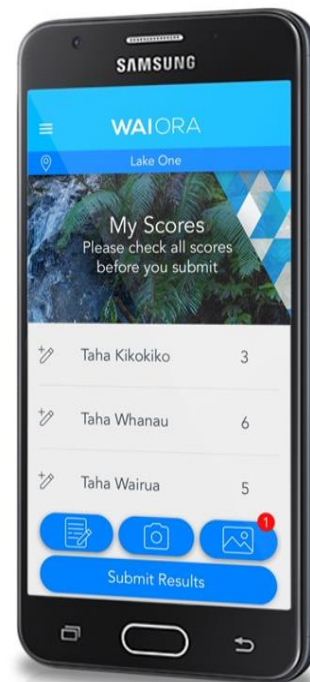 SAMSUNG
WAIORA
Lake One
My Scores
Please check all scores
before you submit
Taha Kikokiko 3
Taha Whanau 6
Taha Wairua 5
1
Submit Results